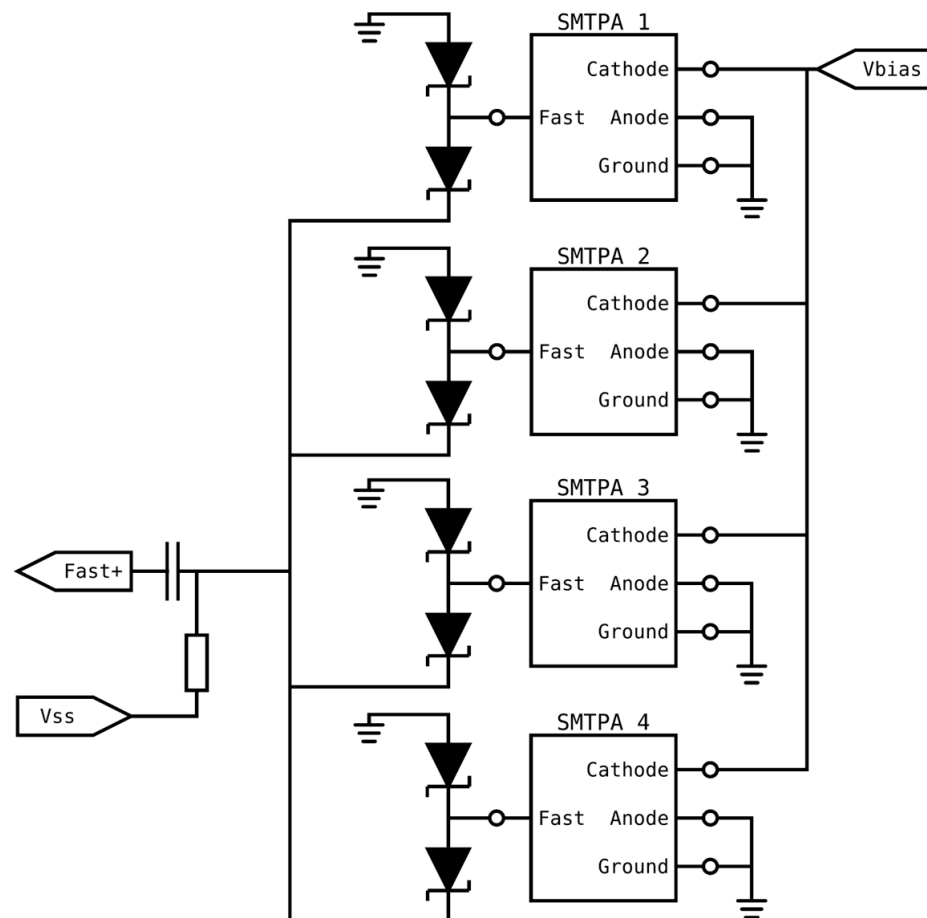 SMTPA 1
Cathode
Vbias
Fast Anode
Ground
SMTPA 2
Cathode
Fast Anode
Ground
SMTPA 3
Cathode
Fast+
Fast Anode
Ground
Vss
SMTPA 4
Cathode
Fast Anode
Ground